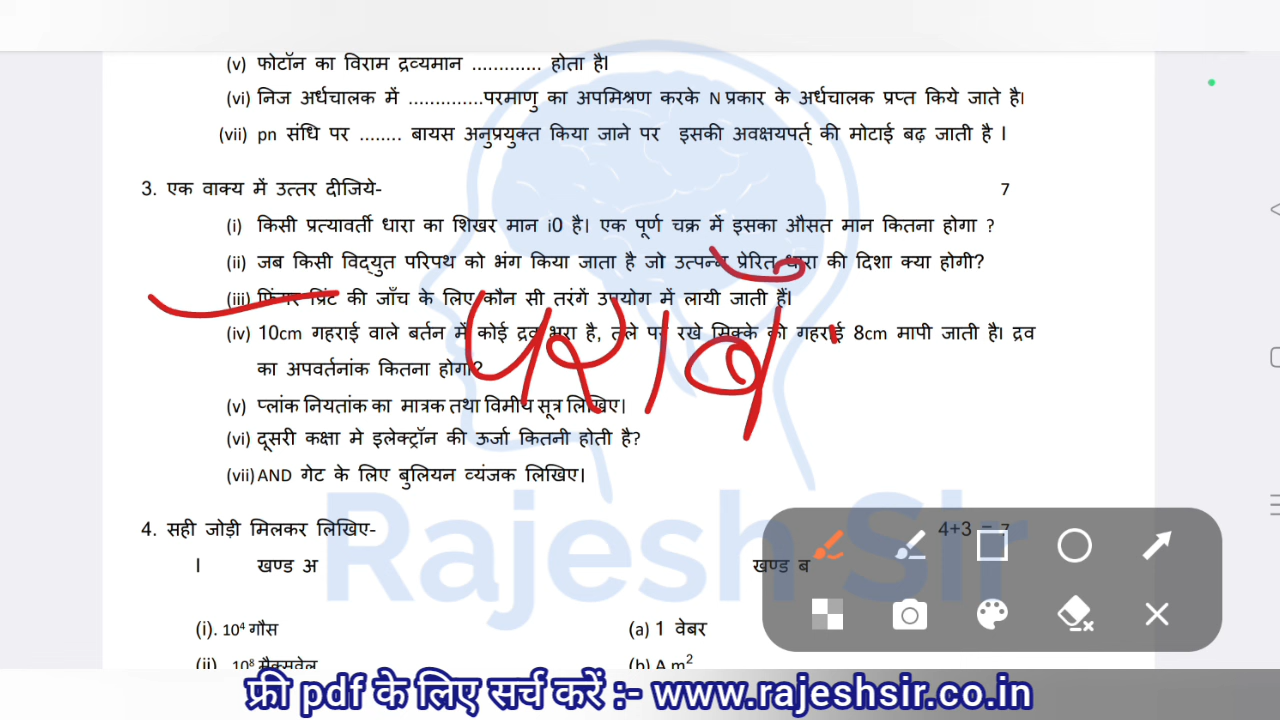 (v) फोटॉन का विराम द्रव्यमान ............. होता है।
(vi) निज अर्धचालक में ..............परमाणु का अपमिश्रण करके N प्रकार के अर्धचालक प्रप्त किये जाते है।
(vii) pn संधि पर ........ बायस अनुप्रयुक्त किया जाने पर इसकी अवक्षयपर्त् की मोटाई बढ़ जाती है ।
3. एक वाक्य में उत्तर दीजिये- 7
(i) किसी प्रत्यावर्ती धारा का शिखर मान i0 है। एक पूर्ण चक्र में इसका औसत मान कितना होगा ?
(ii) जब किसी विद्युत परिपथ को भंग किया जाता है जो उत्पन्न प्रेरित धारा की दिशा क्या होगी?
(iii) फिंगर प्रिंट की जाँच के लिए कौन सी तरंगें उपयोग में लायी जाती हैं।
(iv) 10cm गहराई वाले बर्तन में कोई द्रव भरा है, तले पर रखे सिक्के की गहराई 8cm मापी जाती है। द्रव
का अपवर्तनांक कितना होगा?
(v) प्लांक नियतांक का मात्रक तथा विमीय सूत्र लिखिए।
(vi) दूसरी कक्षा मे इलेक्ट्रॉन की ऊर्जा कितनी होती है?
(vii) AND गेट के लिए बुलियन व्यंजक लिखिए।
4. सही जोड़ी मिलकर लिखिए- 4+3 = 7
I खण्ड अ खण्ड ब
(i). 10⁴ गौस (a) 1 वेबर
(ii) 10⁸ मैक्सवेल (b) A m²
Rajesh Sir
फ्री pdf के लिए सर्च करें :- www.rajeshsir.co.in